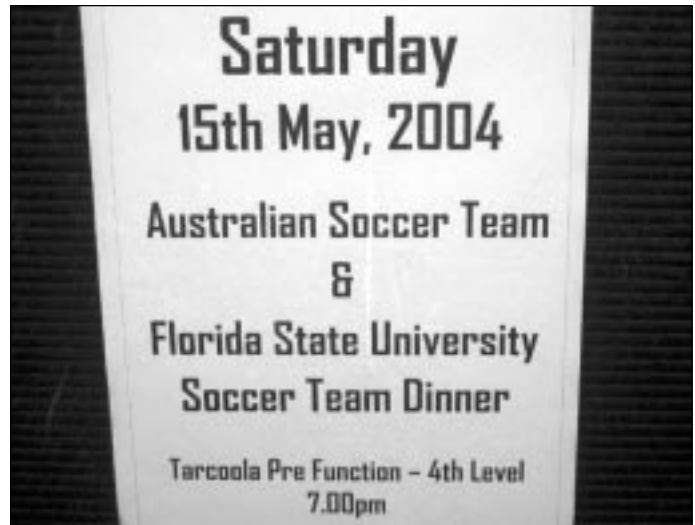 Saturday
15th May, 2004
Australian Soccer Team
&
Florida State University
Soccer Team Dinner
Tarcoola Pre Function – 4th Level
7.00pm